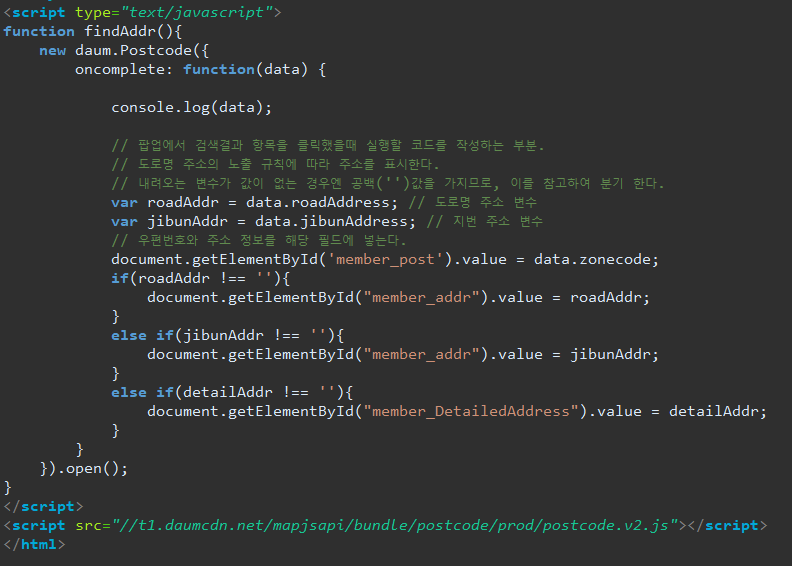 <script type="text/javascript">
function findAddr(){
    new daum.Postcode({
        oncomplete: function(data) {

            console.log(data);

            // 팝업에서 검색결과 항목을 클릭했을때 실행할 코드를 작성하는 부분.
            // 도로명 주소의 노출 규칙에 따라 주소를 표시한다.
            // 내려오는 변수가 값이 없는 경우엔 공백('')값을 가지므로, 이를 참고하여 분기 한다.
            var roadAddr = data.roadAddress; // 도로명 주소 변수
            var jibunAddr = data.jibunAddress; // 지번 주소 변수
            // 우편번호와 주소 정보를 해당 필드에 넣는다.
            document.getElementById('member_post').value = data.zonecode;
            if(roadAddr !== ''){
                document.getElementById("member_addr").value = roadAddr;
            }
            else if(jibunAddr !== ''){
                document.getElementById("member_addr").value = jibunAddr;
            }
            else if(detailAddr !== ''){
                document.getElementById("member_DetailedAddress").value = detailAddr;
            }
        }
    }).open();
}
</script>
<script src="//t1.daumcdn.net/mapjsapi/bundle/postcode/prod/postcode.v2.js"></script>
</html>